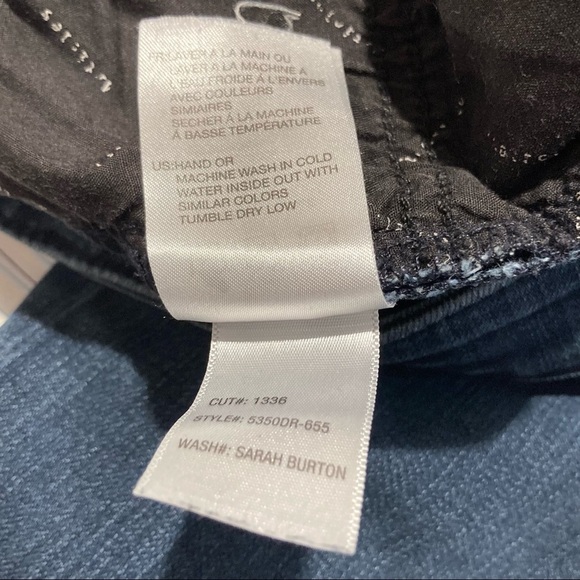 FR:LAVER À LA MAIN OU
LAVER À LA MACHINE À
L'EAU FROIDE À L'ENVERS
AVEC COULEURS
SIMIAIRES
SÉCHER À LA MACHINE
À BASSE TEMPÉRATURE
US:HAND OR
MACHINE WASH IN COLD
WATER INSIDE OUT WITH
SIMILAR COLORS
TUMBLE DRY LOW
CUT#: 1336
STYLE#: 5350DR-655
WASH#: SARAH BURTON